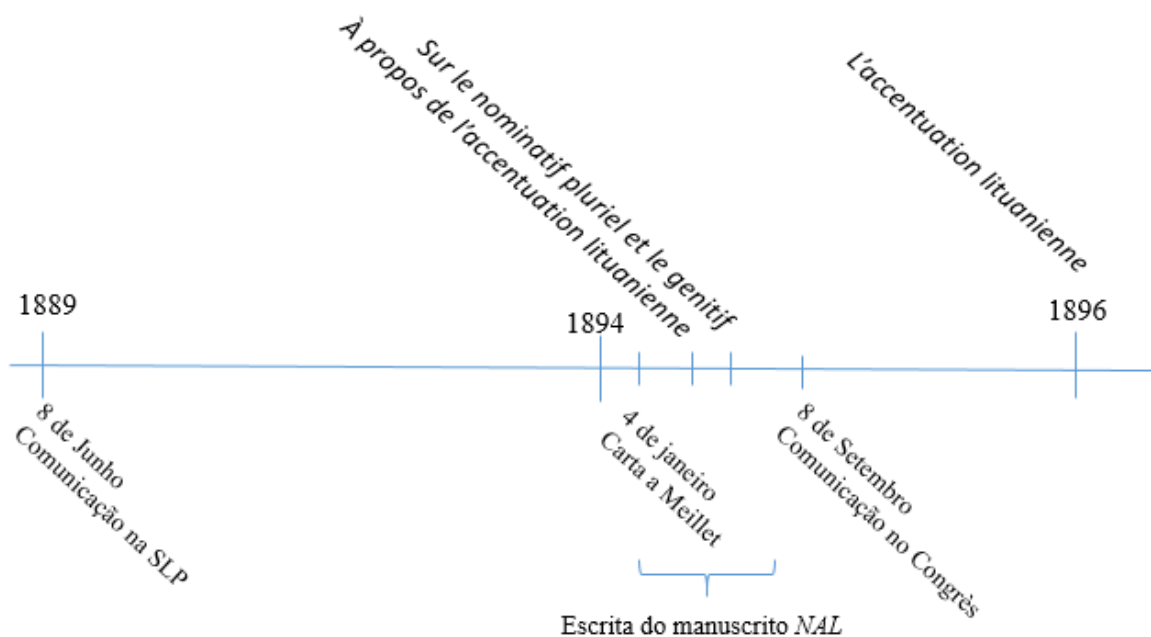 Sur le nominatif pluriel et le genitif
À propos de l'accentuation lituanienne
L'accentuation lituanienne
1889
1894
1896
8 de Junho
Comunicação na SLP
4 de janeiro
Carta a Meillet
8 de Setembro
Comunicação no Congrès
Escrita do manuscrito NAL